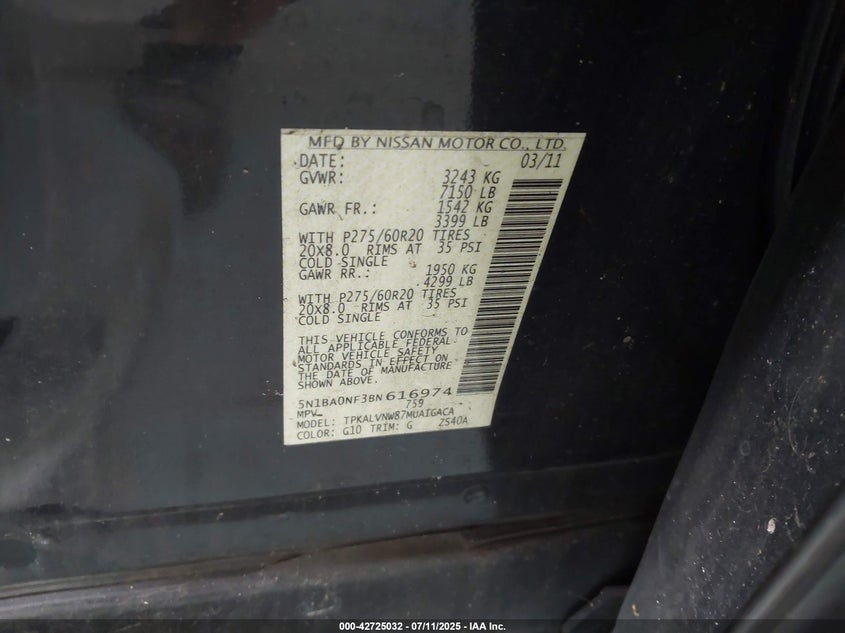 MFD BY NISSAN MOTOR CO., LTD.
DATE: 03/11
GVWR: 3243 KG
7150 LB
GAWR FR.: 1542 KG
3399 LB
WITH P275/60R20 TIRES
20X8.0 RIMS AT 35 PSI
COLD SINGLE
GAWR RR.: 1950 KG
4299 LB
WITH P275/60R20 TIRES
20X8.0 RIMS AT 35 PSI
COLD SINGLE
THIS VEHICLE CONFORMS TO
ALL APPLICABLE FEDERAL
MOTOR VEHICLE SAFETY
STANDARDS IN EFFECT ON
THE DATE OF MANUFACTURE
SHOWN ABOVE.
5N1BA0NF3BN616974
MPV 759
MODEL: TPKALVNW87MUAIGACA
COLOR: G10 TRIM: G ZS40A
000-42725032 - 07/11/2025 - IAA Inc.